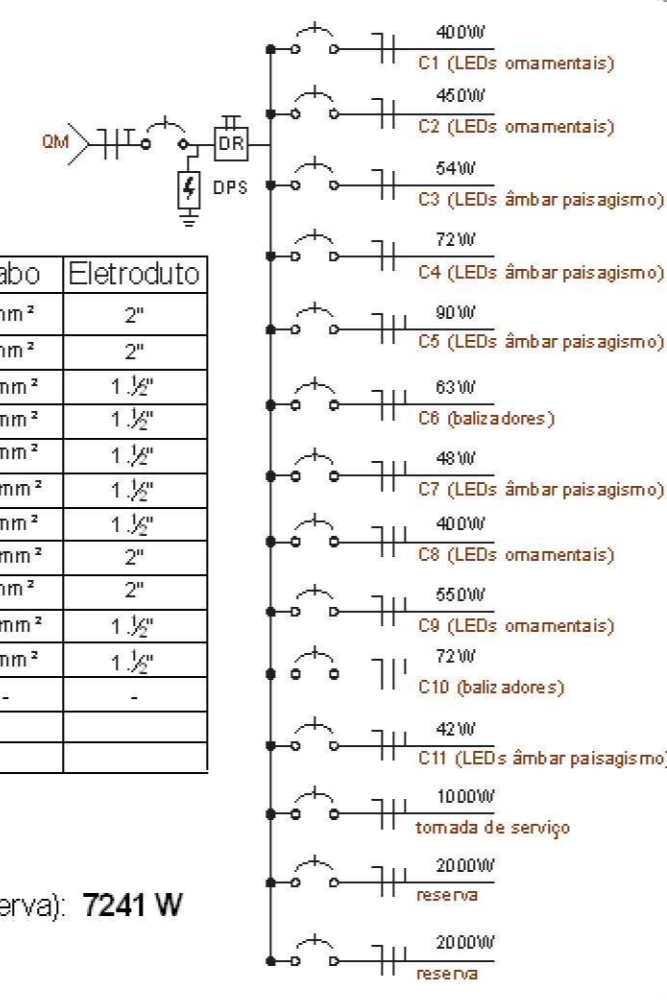 400W
C1 (LEDs ornamentais)
450W
C2 (LEDs ornamentais)
QM
DR
DPS
54W
C3 (LEDs âmbar paisagismo)
72W
C4 (LEDs âmbar paisagismo)
90W
C5 (LEDs âmbar paisagismo)
63W
C6 (balizadores)
48W
C7 (LEDs âmbar paisagismo)
400W
C8 (LEDs ornamentais)
550W
C9 (LEDs ornamentais)
72W
C10 (balizadores)
42W
C11 (LEDs âmbar paisagismo)
1000W
tomada de serviço
2000W
reserva
2000W
reserva
abo Eletroduto
mm² 2"
mm² 2"
mm² 1.½"
mm² 1.½"
mm² 1.½"
mm² 1.½"
mm² 1.½"
mm² 2"
mm² 2"
mm² 1.½"
mm² 1.½"
- -
erva): 7241 W